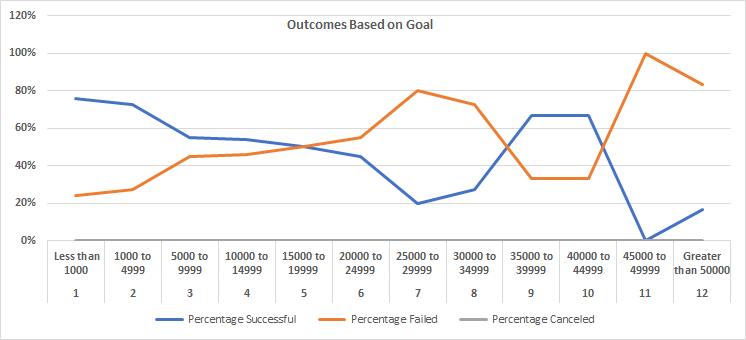 Outcomes Based on Goal
120%
100%
80%
60%
40%
20%
0%
Less than 1000 to 5000 to 10000 to 15000 to 20000 to 25000 to 30000 to 35000 to 40000 to 45000 to Greater
1000 4999 9999 14999 19999 24999 29999 34999 39999 44999 49999 than 50000
1 2 3 4 5 6 7 8 9 10 11 12
Percentage Successful Percentage Failed Percentage Canceled